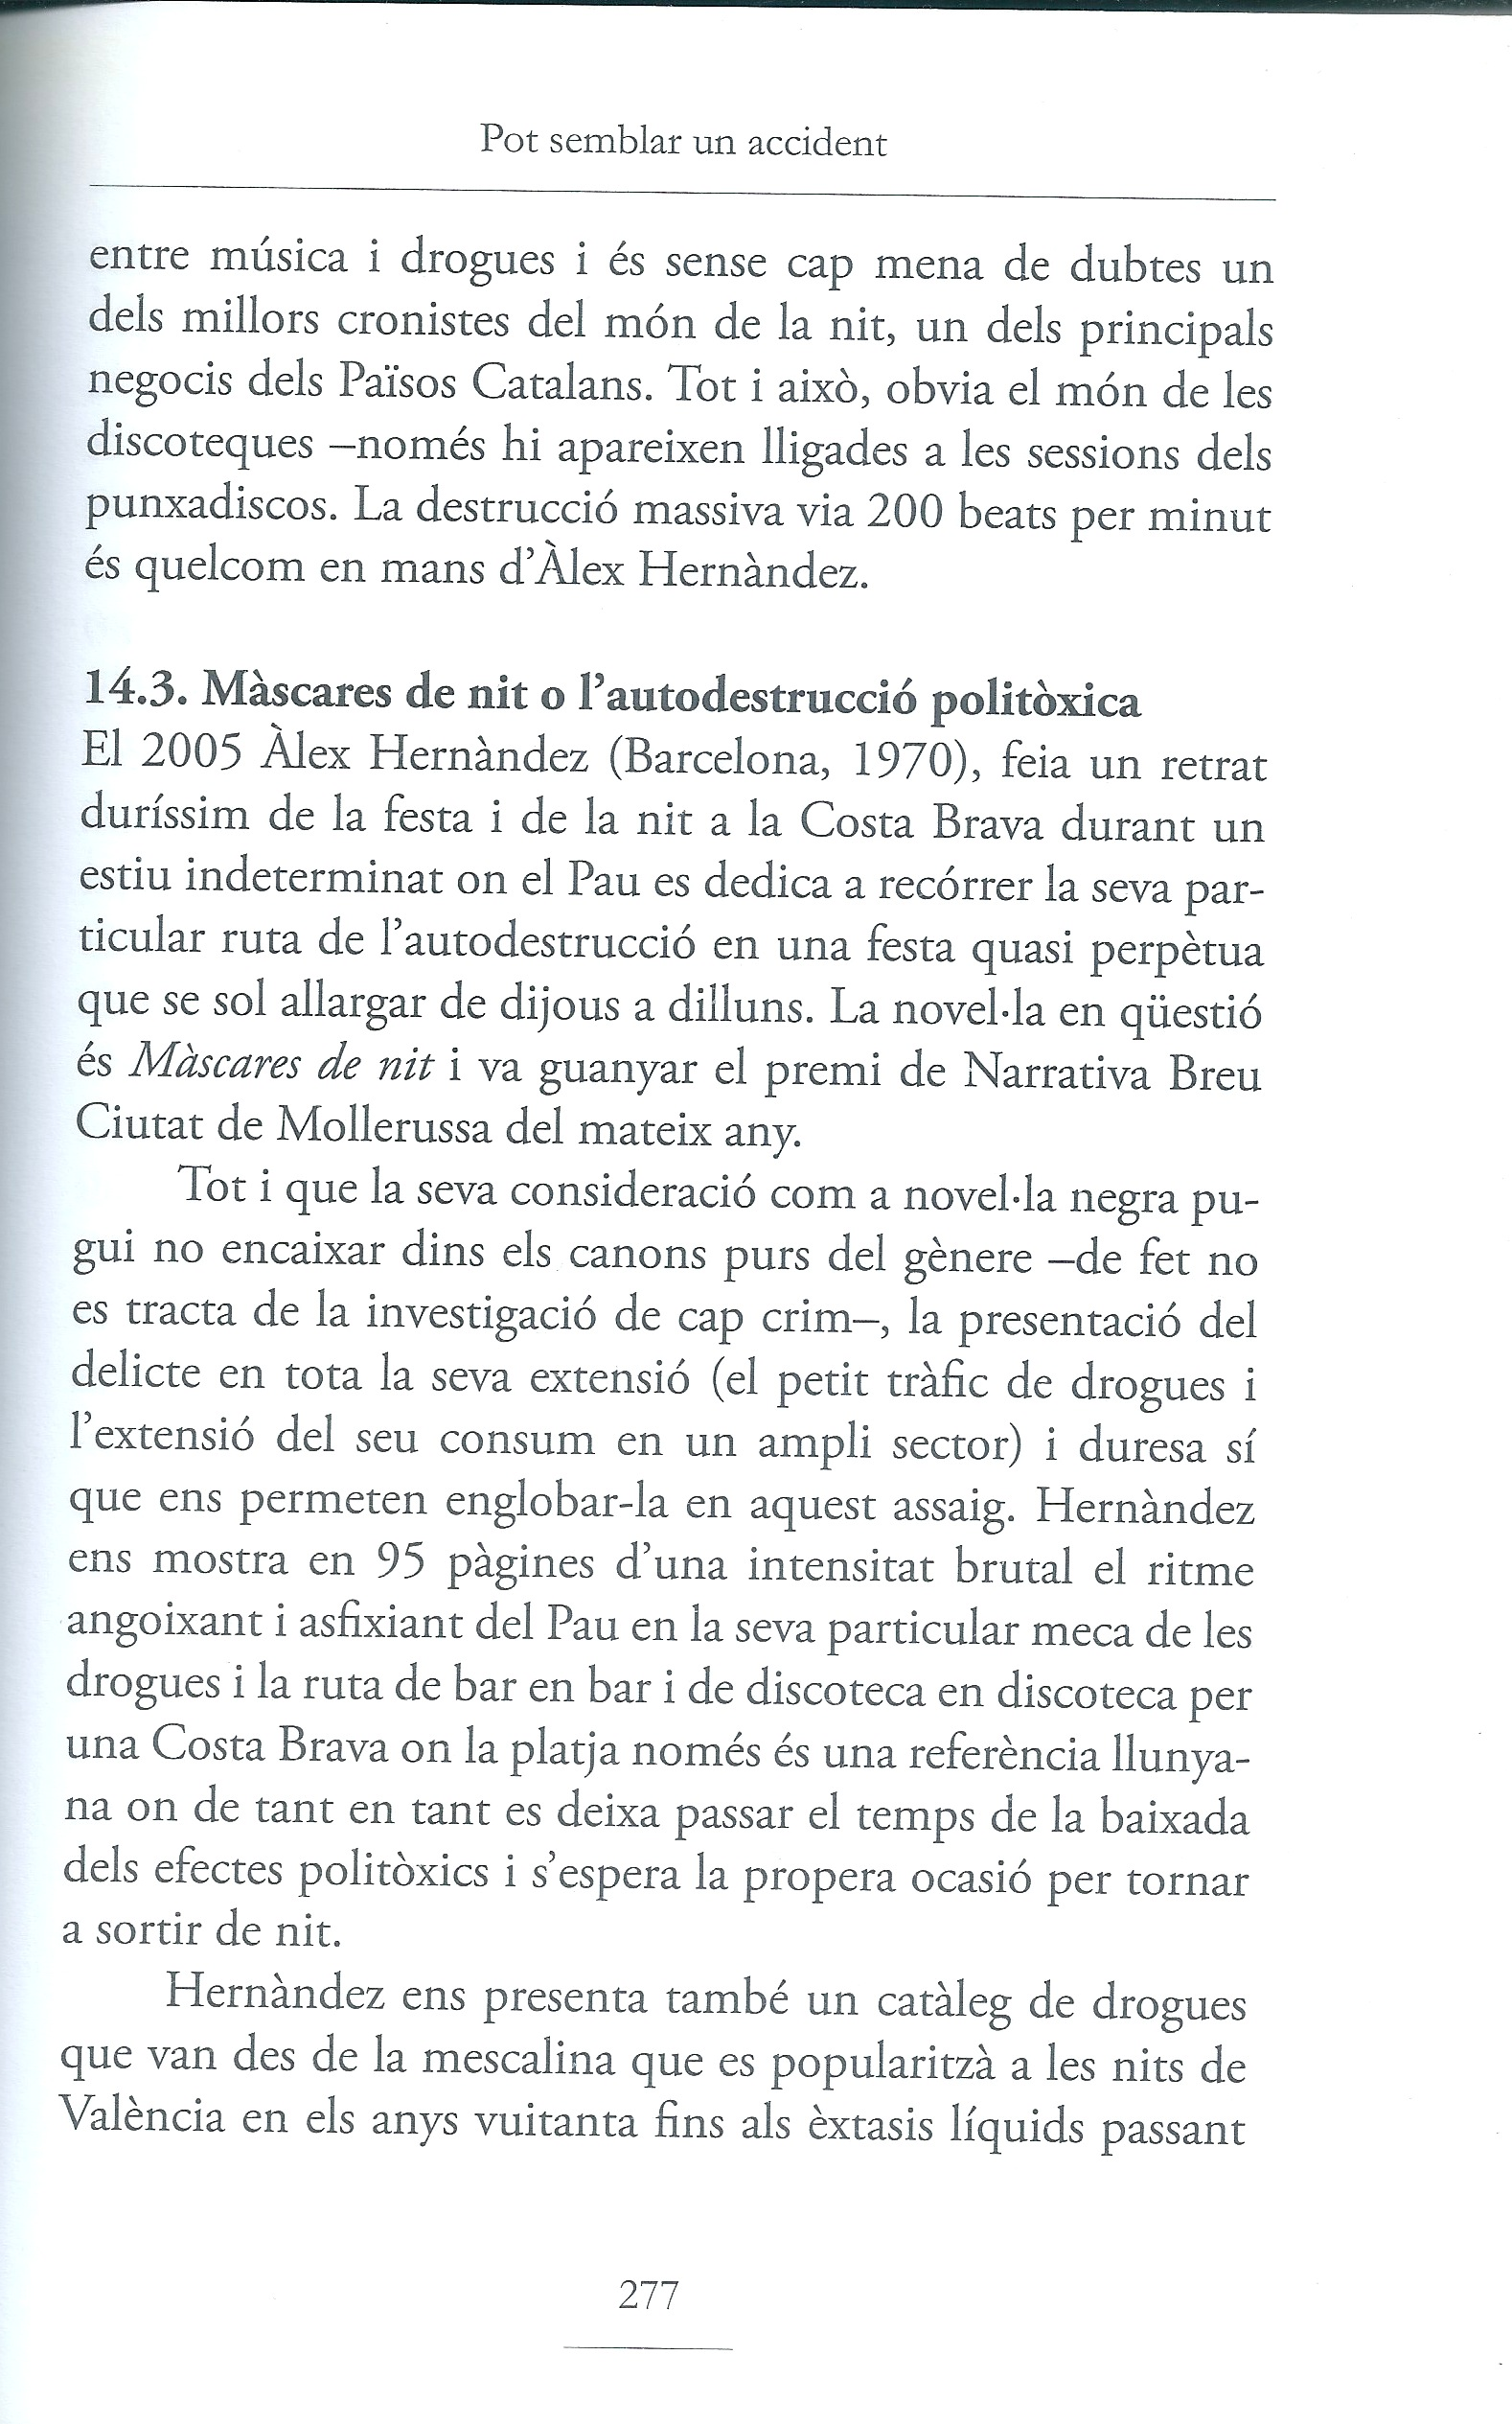 Pot semblar un accident
entre música i drogues i és sense cap mena de dubtes un
dels millors cronistes del món de la nit, un dels principals
negocis dels Països Catalans. Tot i això, obvia el món de les
discoteques –només hi apareixen lligades a les sessions dels
punxadiscos. La destrucció massiva via 200 beats per minut
és quelcom en mans d’Àlex Hernàndez.
14.3. Màscares de nit o l’autodestrucció politòxica
El 2005 Àlex Hernàndez (Barcelona, 1970), feia un retrat
duríssim de la festa i de la nit a la Costa Brava durant un
estiu indeterminat on el Pau es dedica a recórrer la seva par-
ticular ruta de l’autodestrucció en una festa quasi perpètua
que se sol allargar de dijous a dilluns. La novel·la en qüestió
és Màscares de nit i va guanyar el premi de Narrativa Breu
Ciutat de Mollerussa del mateix any.
Tot i que la seva consideració com a novel·la negra pu-
gui no encaixar dins els canons purs del gènere –de fet no
es tracta de la investigació de cap crim–, la presentació del
delicte en tota la seva extensió (el petit tràfic de drogues i
l’extensió del seu consum en un ampli sector) i duresa sí
que ens permeten englobar-la en aquest assaig. Hernàndez
ens mostra en 95 pàgines d’una intensitat brutal el ritme
angoixant i asfixiant del Pau en la seva particular meca de les
drogues i la ruta de bar en bar i de discoteca en discoteca per
una Costa Brava on la platja només és una referència llunya-
na on de tant en tant es deixa passar el temps de la baixada
dels efectes politòxics i s’espera la propera ocasió per tornar
a sortir de nit.
Hernàndez ens presenta també un catàleg de drogues
que van des de la mescalina que es popularitzà a les nits de
València en els anys vuitanta fins als èxtasis líquids passant
277